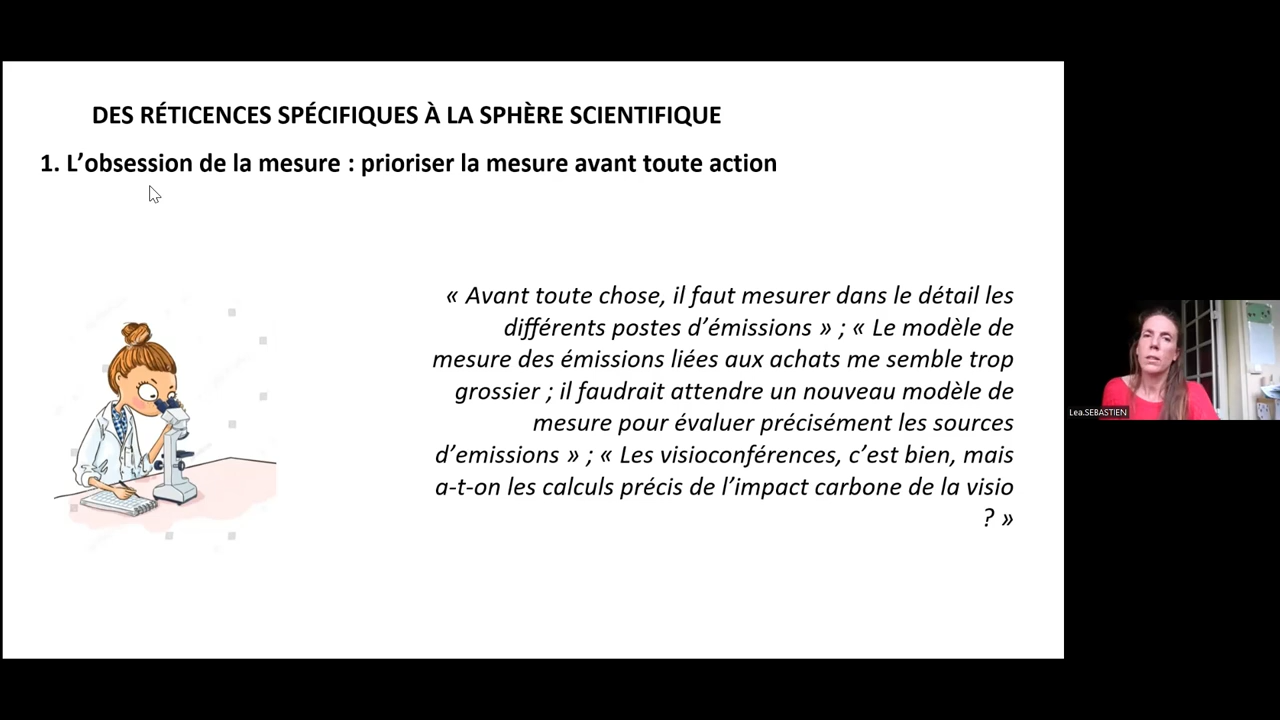 DES RÉTICENCES SPÉCIFIQUES À LA SPHÈRE SCIENTIFIQUE
1. L’obsession de la mesure : prioriser la mesure avant toute action
« Avant toute chose, il faut mesurer dans le détail les
différents postes d’émissions » ; « Le modèle de
mesure des émissions liées aux achats me semble trop
grossier ; il faudrait attendre un nouveau modèle de
mesure pour évaluer précisément les sources
d’emissions » ; « Les visioconférences, c’est bien, mais
a-t-on les calculs précis de l’impact carbone de la visio
? »
Lea.SEBASTIEN